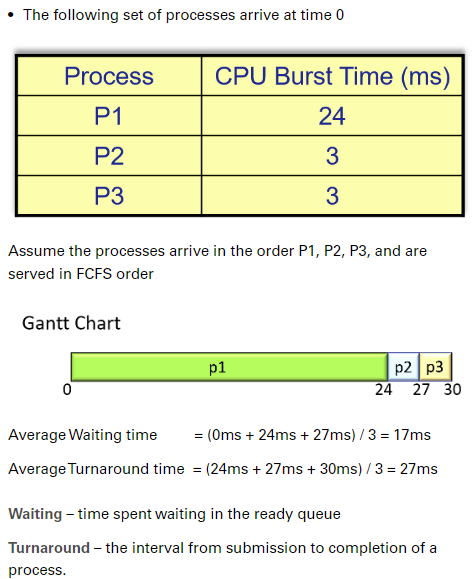 • The following set of processes arrive at time 0
Process CPU Burst Time (ms)
P1 24
P2 3
P3 3
Assume the processes arrive in the order P1, P2, P3, and are
served in FCFS order
Gantt Chart
p1 p2 p3
0 24 27 30
Average Waiting time = (0ms + 24ms + 27ms) / 3 = 17ms
Average Turnaround time = (24ms + 27ms + 30ms) / 3 = 27ms
Waiting – time spent waiting in the ready queue
Turnaround – the interval from submission to completion of a
process.